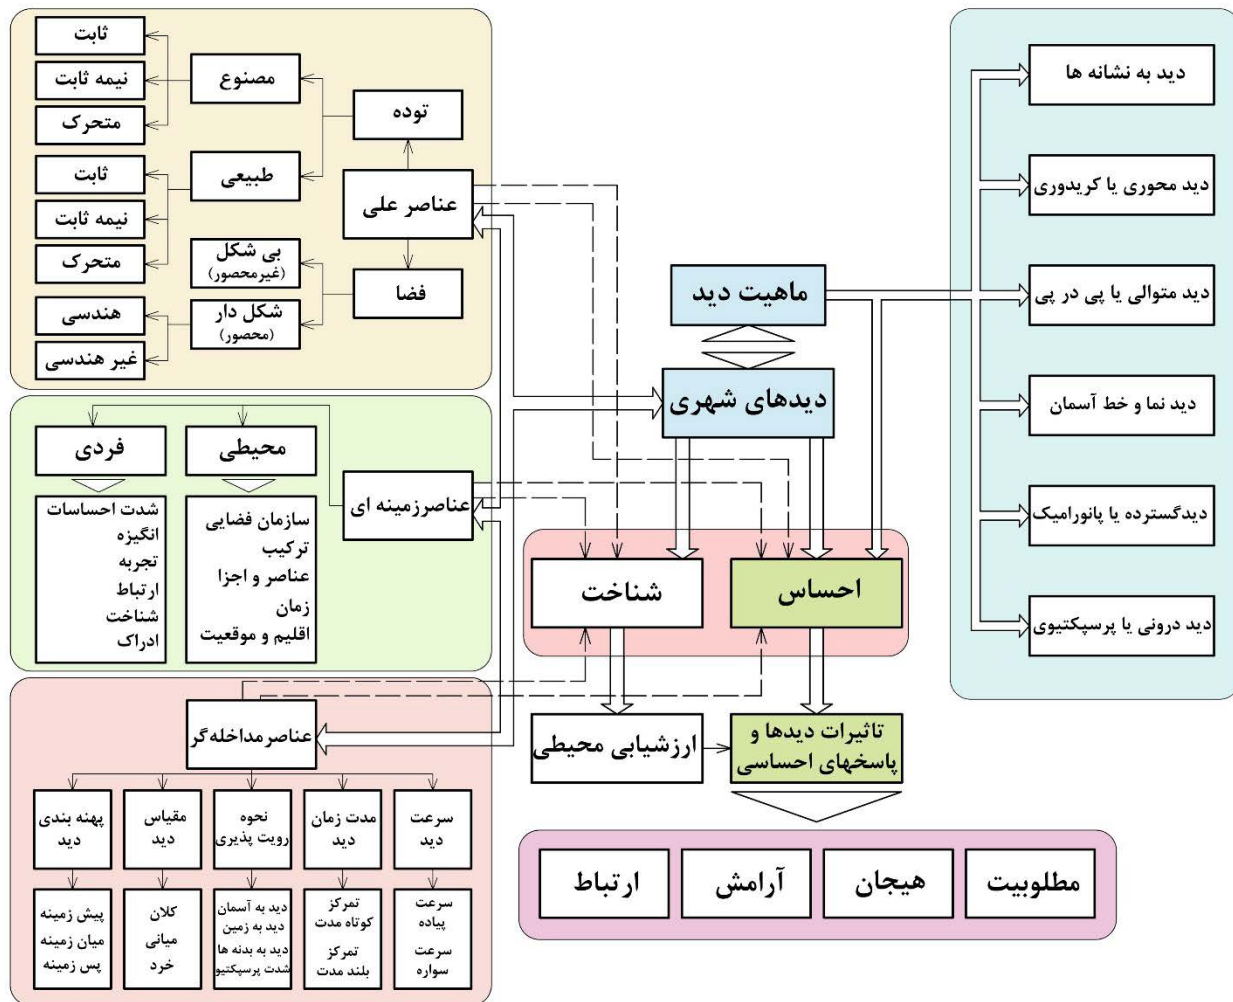 ثابت
نیمه ثابت
متحرک
مصنوع
توده
ثابت
نیمه ثابت
متحرک
طبیعی
عناصر علی
بی شکل
(غیرمحصور)
شکل دار
(محصور)
فضا
هندسی
غیر هندسی
فردی
محیطی
عناصرزمینه ای
شدت احساسات
انگیزه
تجربه
ارتباط
شناخت
ادراک
سازمان فضایی
ترکیب
عناصر و اجزا
زمان
اقلیم و موقعیت
عناصرمداخله‌گر
پهنه بندی
دید
مقیاس
دید
نحوه
رویت پذیری
مدت زمان
دید
سرعت
دید
پیش زمینه
میان زمینه
پس زمینه
کلان
میانی
خرد
دید به آسمان
دید به زمین
دید به بدنه ها
شدت پرسپکتیو
تمرکز
کوتاه مدت
تمرکز
بلند مدت
سرعت
پیاده
سرعت
سواره
ماهیت دید
دیدهای شهری
شناخت
احساس
ارزشیابی محیطی
تاثیرات دیدها و
پاسخهای احساسی
ارتباط
آرامش
هیجان
مطلوبیت
دید به نشانه ها
دید محوری یا کریدوری
دید متوالی یا پی در پی
دید نما و خط آسمان
دیدگسترده یا پانورامیک
دید درونی یا پرسپکتیوی